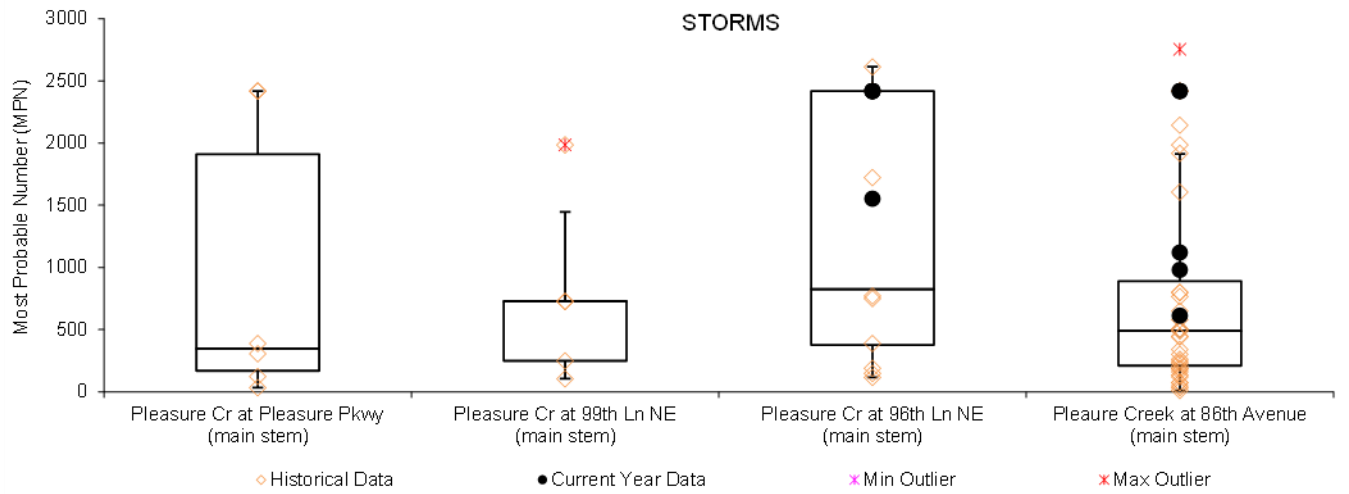 STORMS
Most Probable Number (MPN)
3000
2500
2000
1500
1000
500
0
Pleasure Cr at Pleasure Pkwy
(main stem)
Pleasure Cr at 99th Ln NE
(main stem)
Pleasure Cr at 96th Ln NE
(main stem)
Pleaure Creek at 86th Avenue
(main stem)
Historical Data
Current Year Data
Min Outlier
Max Outlier